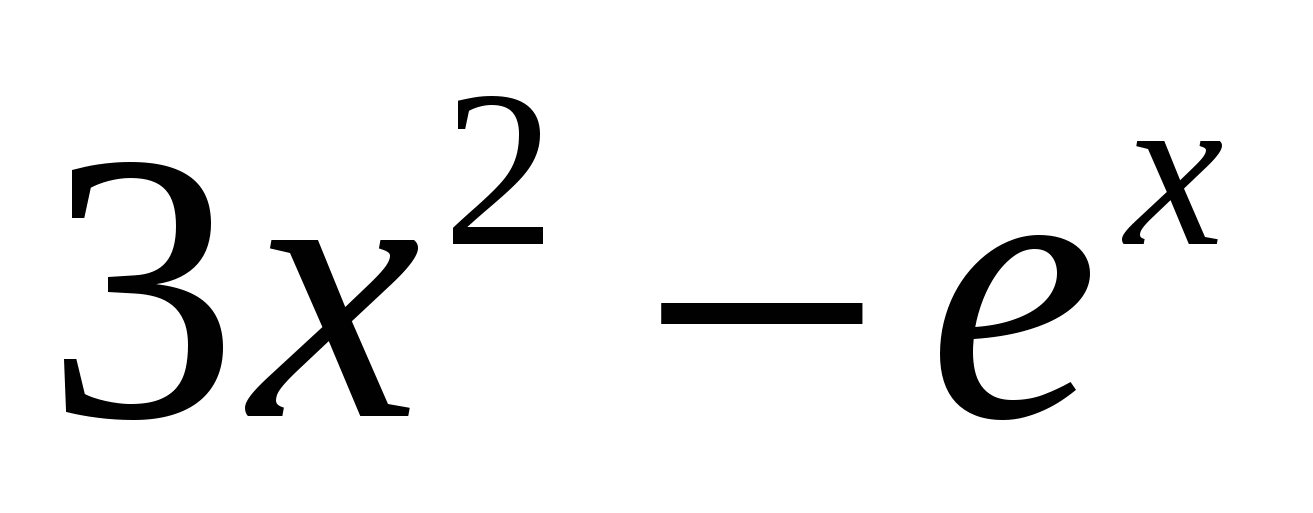 3x² − eˣ